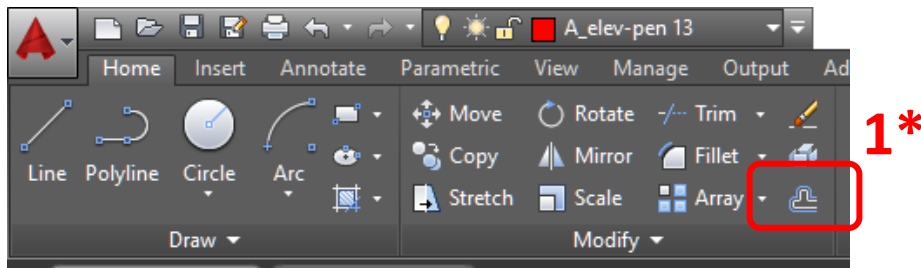 A_elev-pen 13
Home Insert Annotate Parametric View Manage Output Ad
Move Rotate Trim
Copy Mirror Fillet
Line Polyline Circle Arc
Stretch Scale Array
Draw Modify
1*